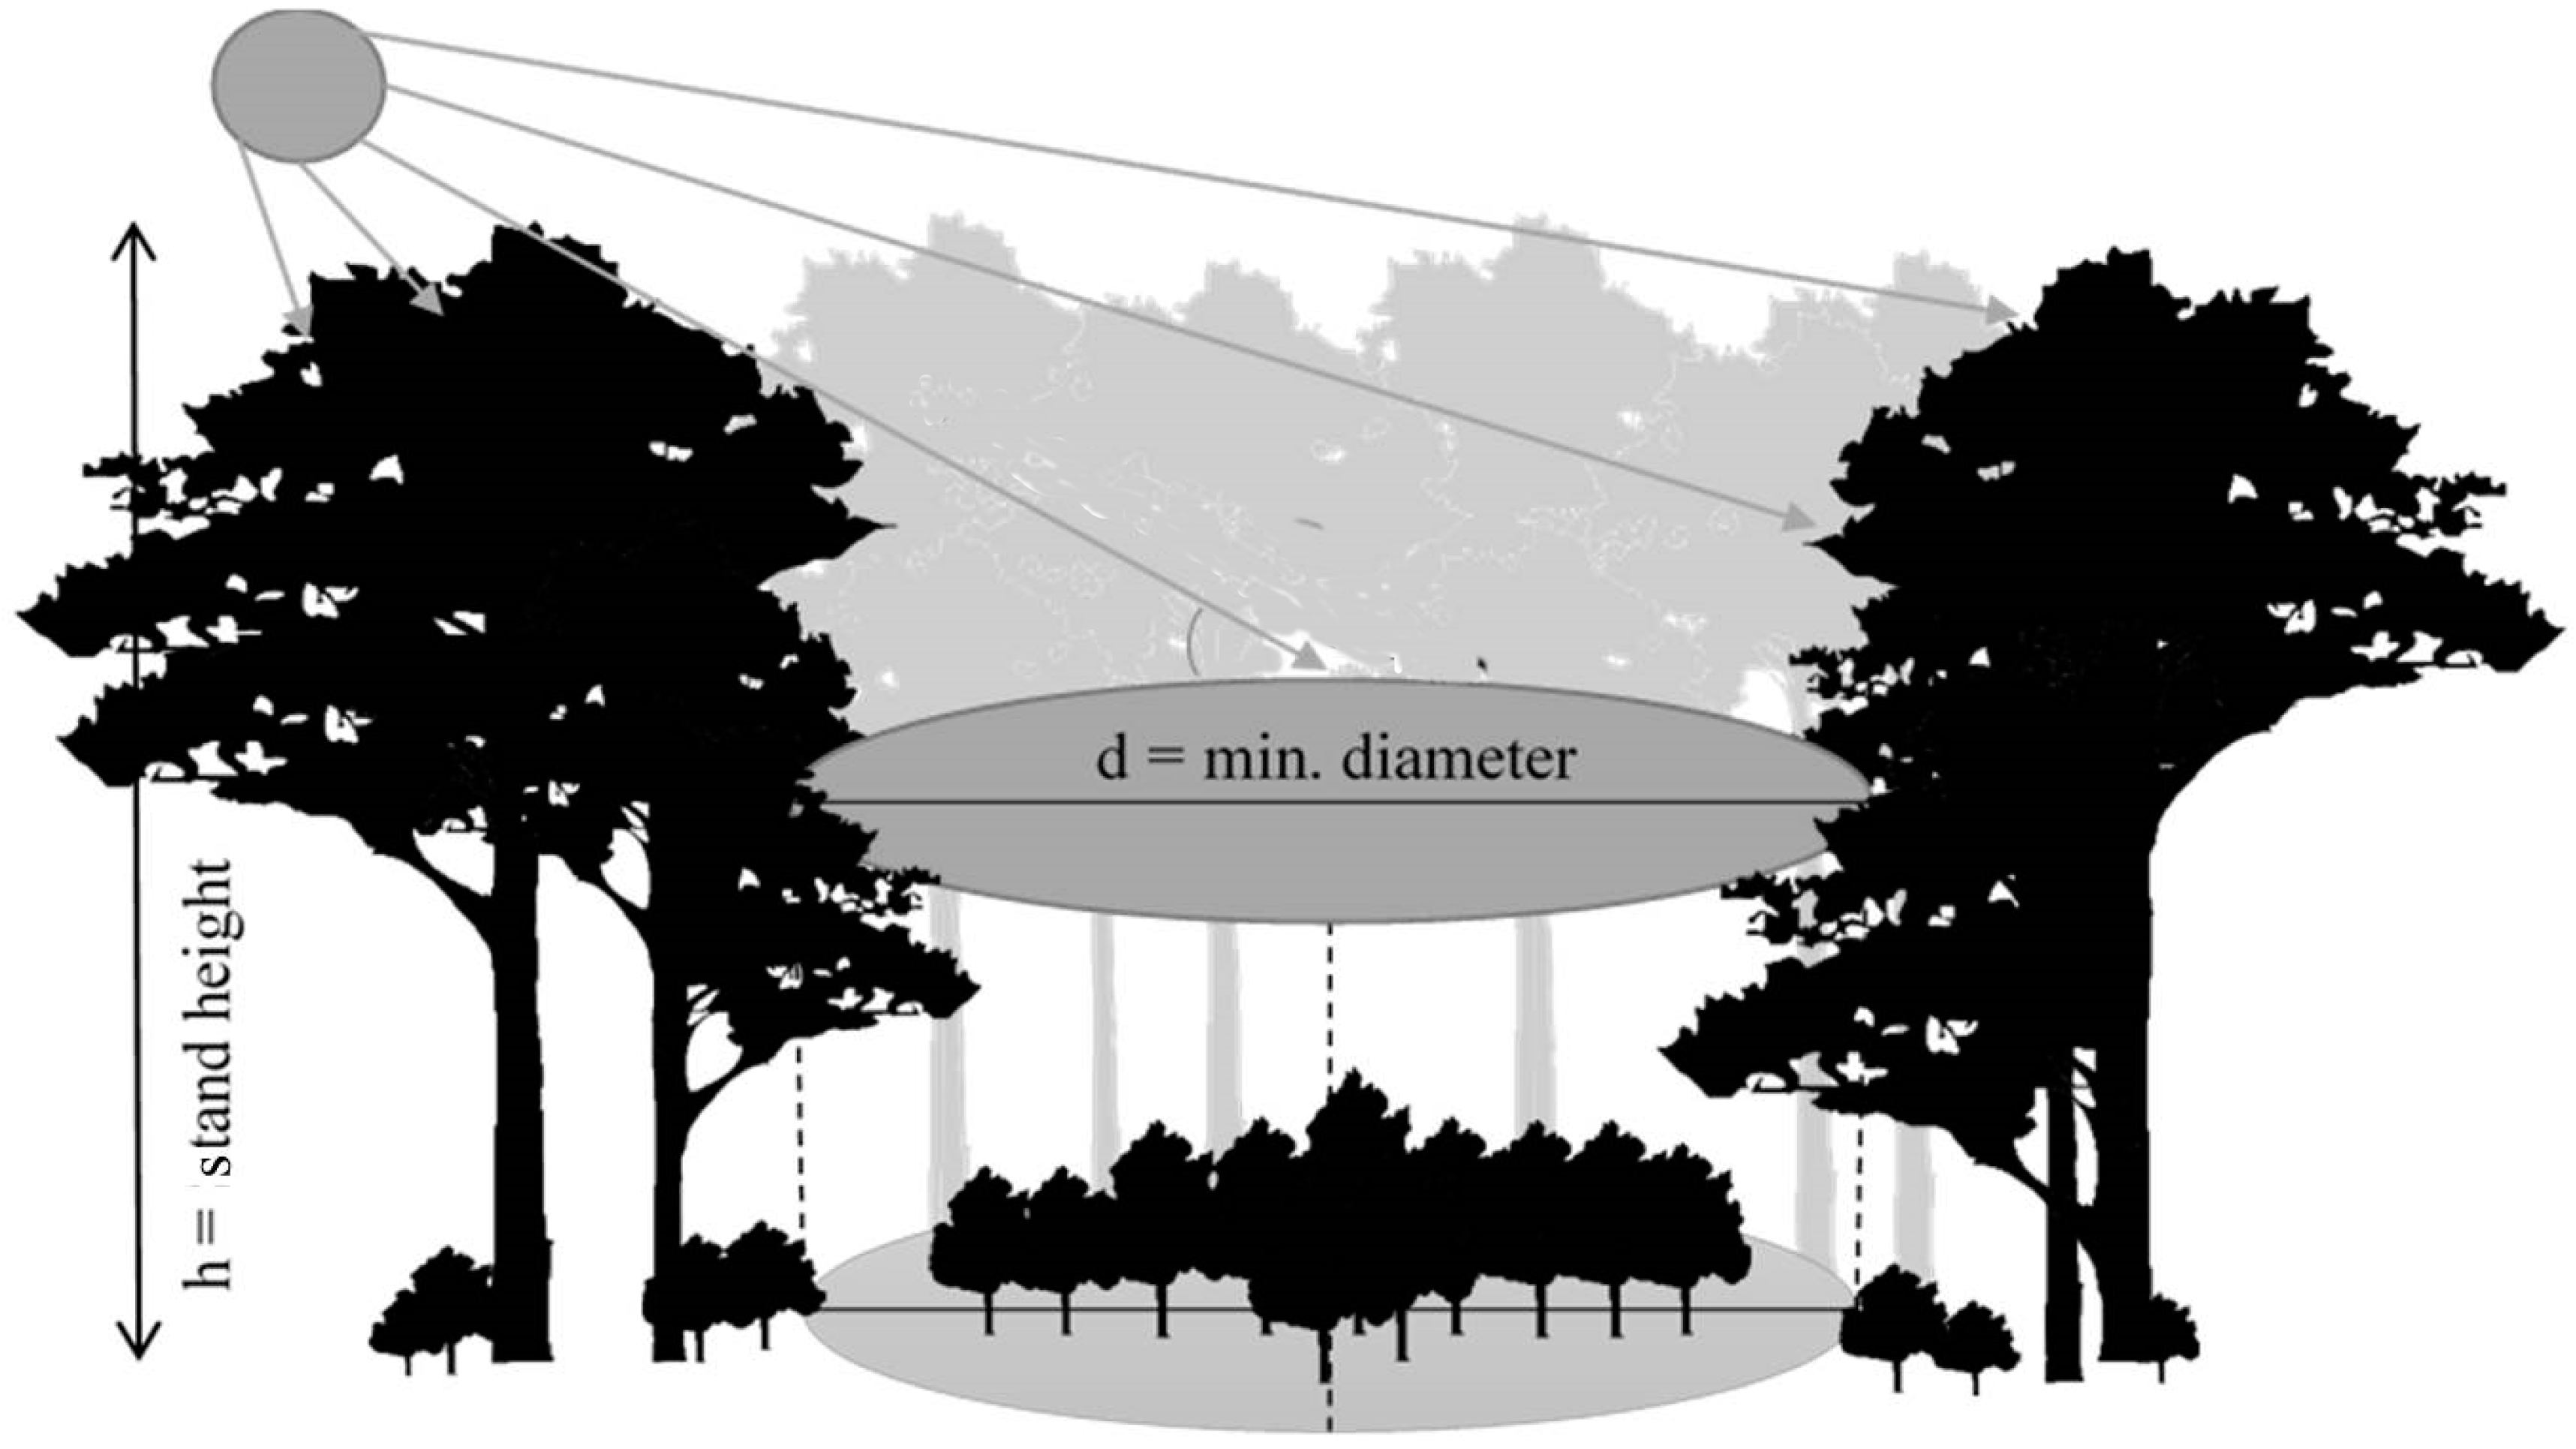 d = min. diameter
h = stand height